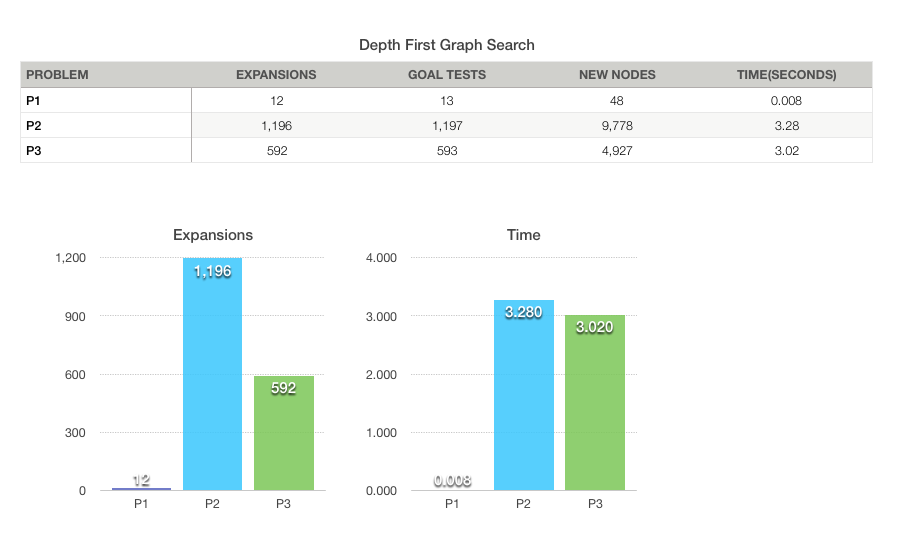 Depth First Graph Search
PROBLEM EXPANSIONS GOAL TESTS NEW NODES TIME(SECONDS)
P1 12 13 48 0.008
P2 1,196 1,197 9,778 3.28
P3 592 593 4,927 3.02
Expansions
1,200
900
600
300
0
1,196
592
12
P1 P2 P3
Time
4.000
3.000
2.000
1.000
0.000
3.280
3.020
0.008
P1 P2 P3